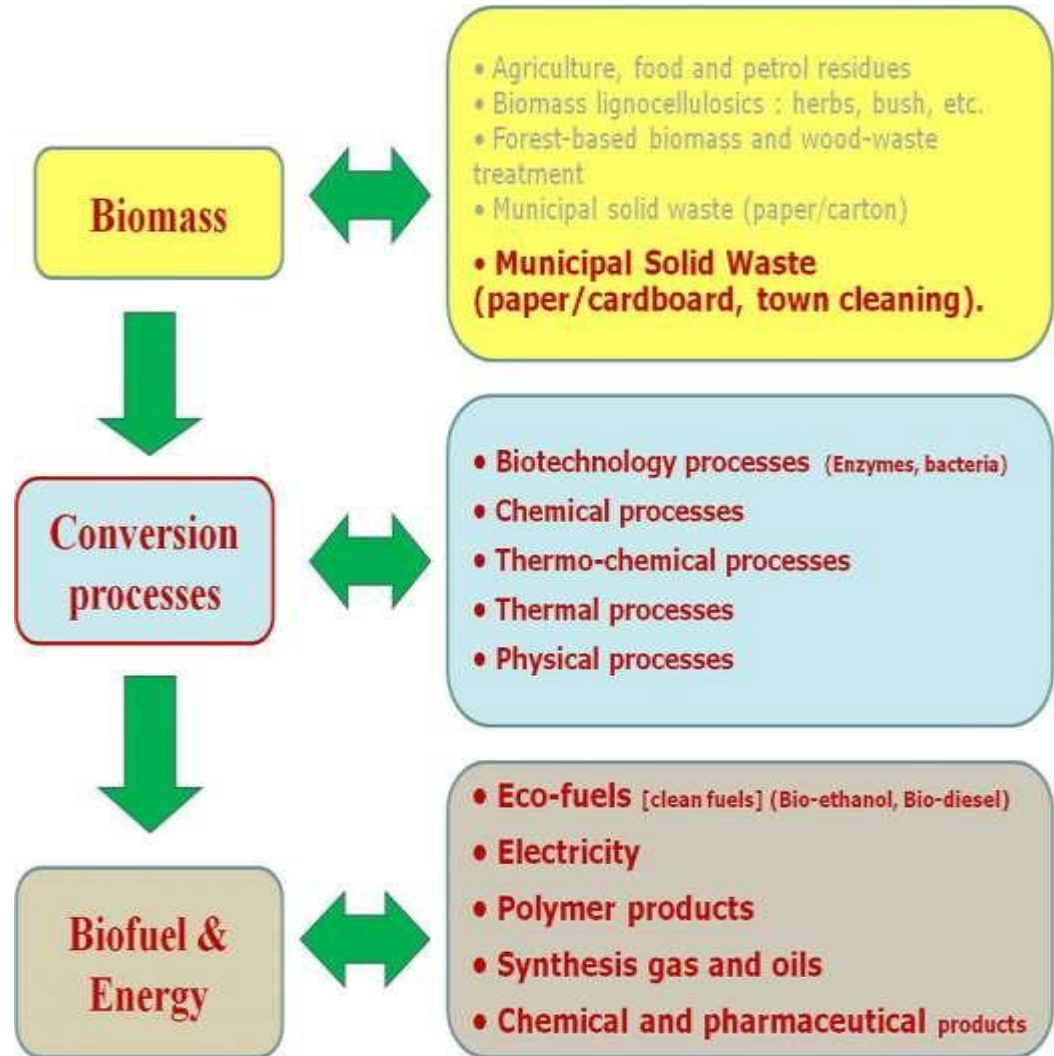 Biomass
• Agriculture, food and petrol residues
• Biomass lignocellulosics : herbs, bush, etc.
• Forest-based biomass and wood-waste
treatment
• Municipal solid waste (paper/carton)
• Municipal Solid Waste
(paper/cardboard, town cleaning).
Conversion
processes
• Biotechnology processes (Enzymes, bacteria)
• Chemical processes
• Thermo-chemical processes
• Thermal processes
• Physical processes
Biofuel &
Energy
• Eco-fuels [clean fuels] (Bio-ethanol, Bio-diesel)
• Electricity
• Polymer products
• Synthesis gas and oils
• Chemical and pharmaceutical products